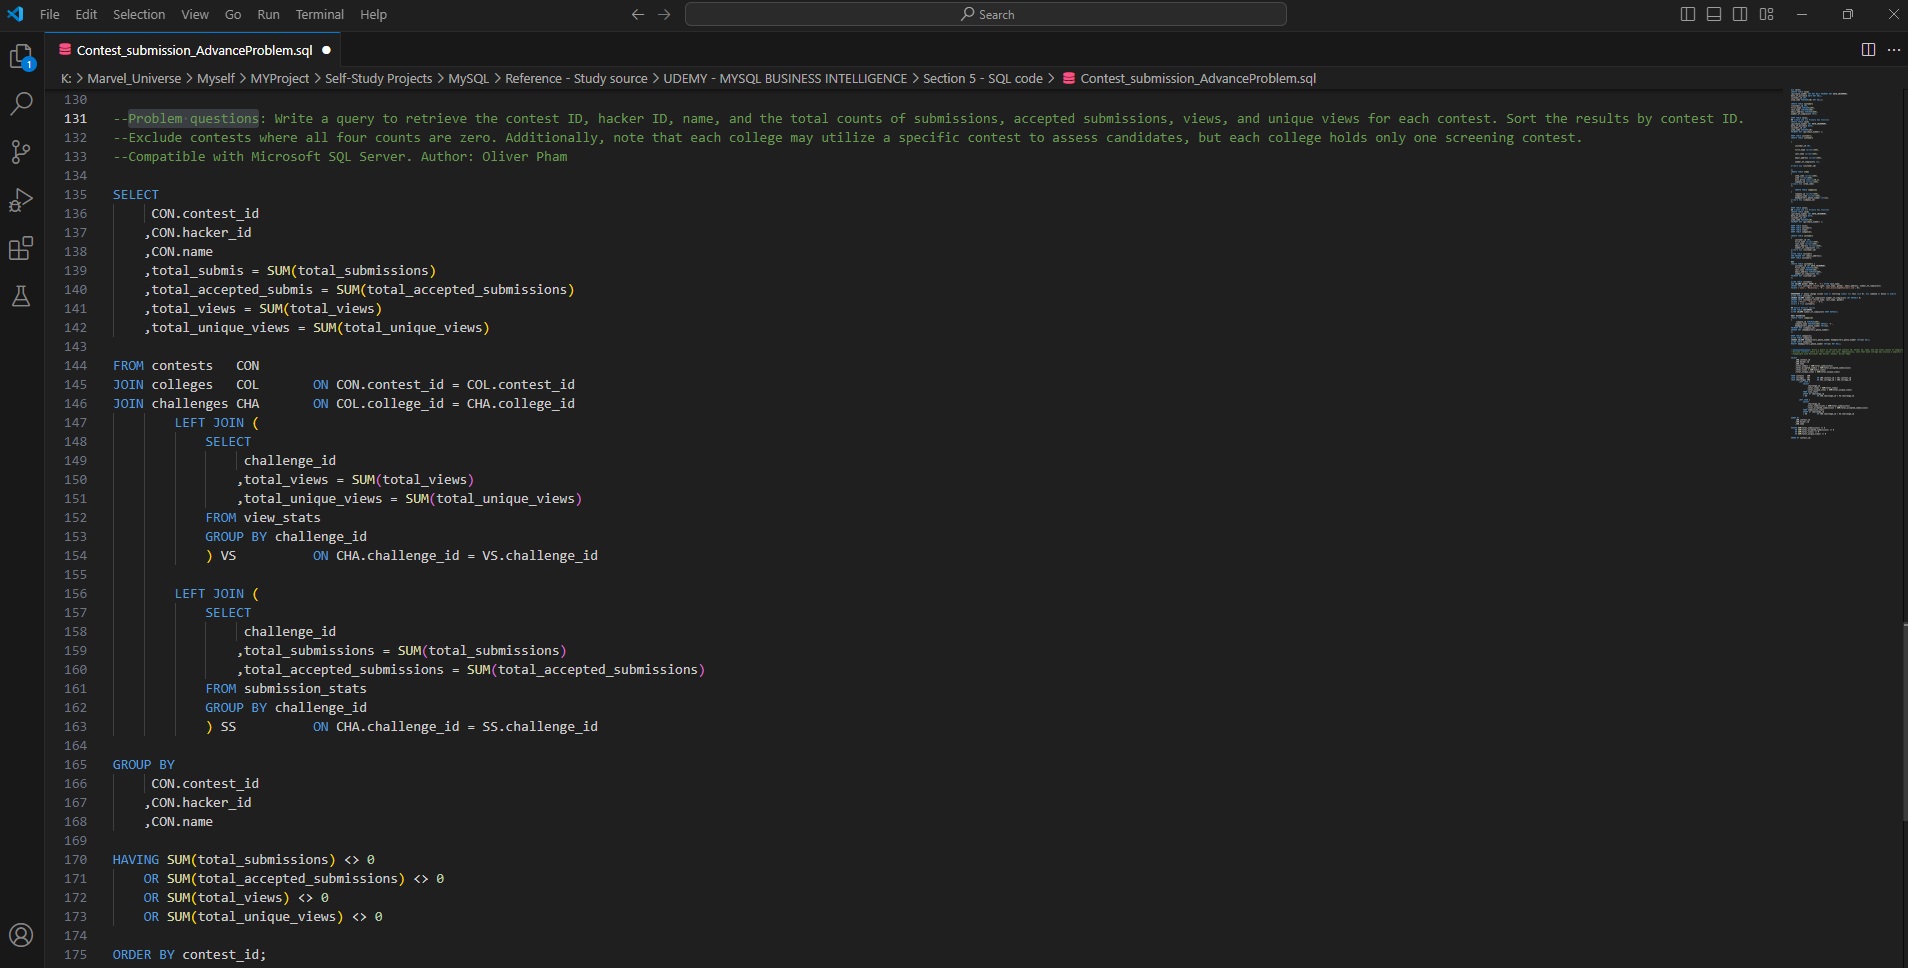 File Edit Selection View Go Run Terminal Help
Search
Contest_submission_AdvanceProblem.sql
1
K: > Marvel_Universe > Myself > MYProject > Self-Study Projects > MySQL > Reference - Study source > UDEMY - MYSQL BUSINESS INTELLIGENCE > Section 5 - SQL code > Contest_submission_AdvanceProblem.sql
130
131 --Problem questions: Write a query to retrieve the contest ID, hacker ID, name, and the total counts of submissions, accepted submissions, views, and unique views for each contest. Sort the results by contest ID.
132 --Exclude contests where all four counts are zero. Additionally, note that each college may utilize a specific contest to assess candidates, but each college holds only one screening contest.
133 --Compatible with Microsoft SQL Server. Author: Oliver Pham
134
135 SELECT
136 CON.contest_id
137 ,CON.hacker_id
138 ,CON.name
139 ,total_submis = SUM(total_submissions)
140 ,total_accepted_submis = SUM(total_accepted_submissions)
141 ,total_views = SUM(total_views)
142 ,total_unique_views = SUM(total_unique_views)
143
144 FROM contests CON
145 JOIN colleges COL ON CON.contest_id = COL.contest_id
146 JOIN challenges CHA ON COL.college_id = CHA.college_id
147 LEFT JOIN (
148 SELECT
149 challenge_id
150 ,total_views = SUM(total_views)
151 ,total_unique_views = SUM(total_unique_views)
152 FROM view_stats
153 GROUP BY challenge_id
154 ) VS ON CHA.challenge_id = VS.challenge_id
155
156 LEFT JOIN (
157 SELECT
158 challenge_id
159 ,total_submissions = SUM(total_submissions)
160 ,total_accepted_submissions = SUM(total_accepted_submissions)
161 FROM submission_stats
162 GROUP BY challenge_id
163 ) SS ON CHA.challenge_id = SS.challenge_id
164
165 GROUP BY
166 CON.contest_id
167 ,CON.hacker_id
168 ,CON.name
169
170 HAVING SUM(total_submissions) <> 0
171 OR SUM(total_accepted_submissions) <> 0
172 OR SUM(total_views) <> 0
173 OR SUM(total_unique_views) <> 0
174
175 ORDER BY contest_id;